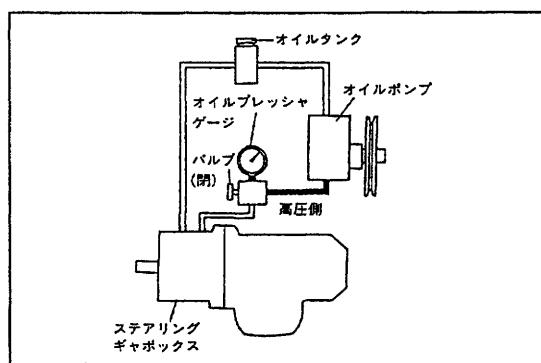 オイルタンク
オイルポンプ
オイルプレッシャ
ゲージ
バルブ
(閉)
高圧側
ステアリング
ギヤボックス